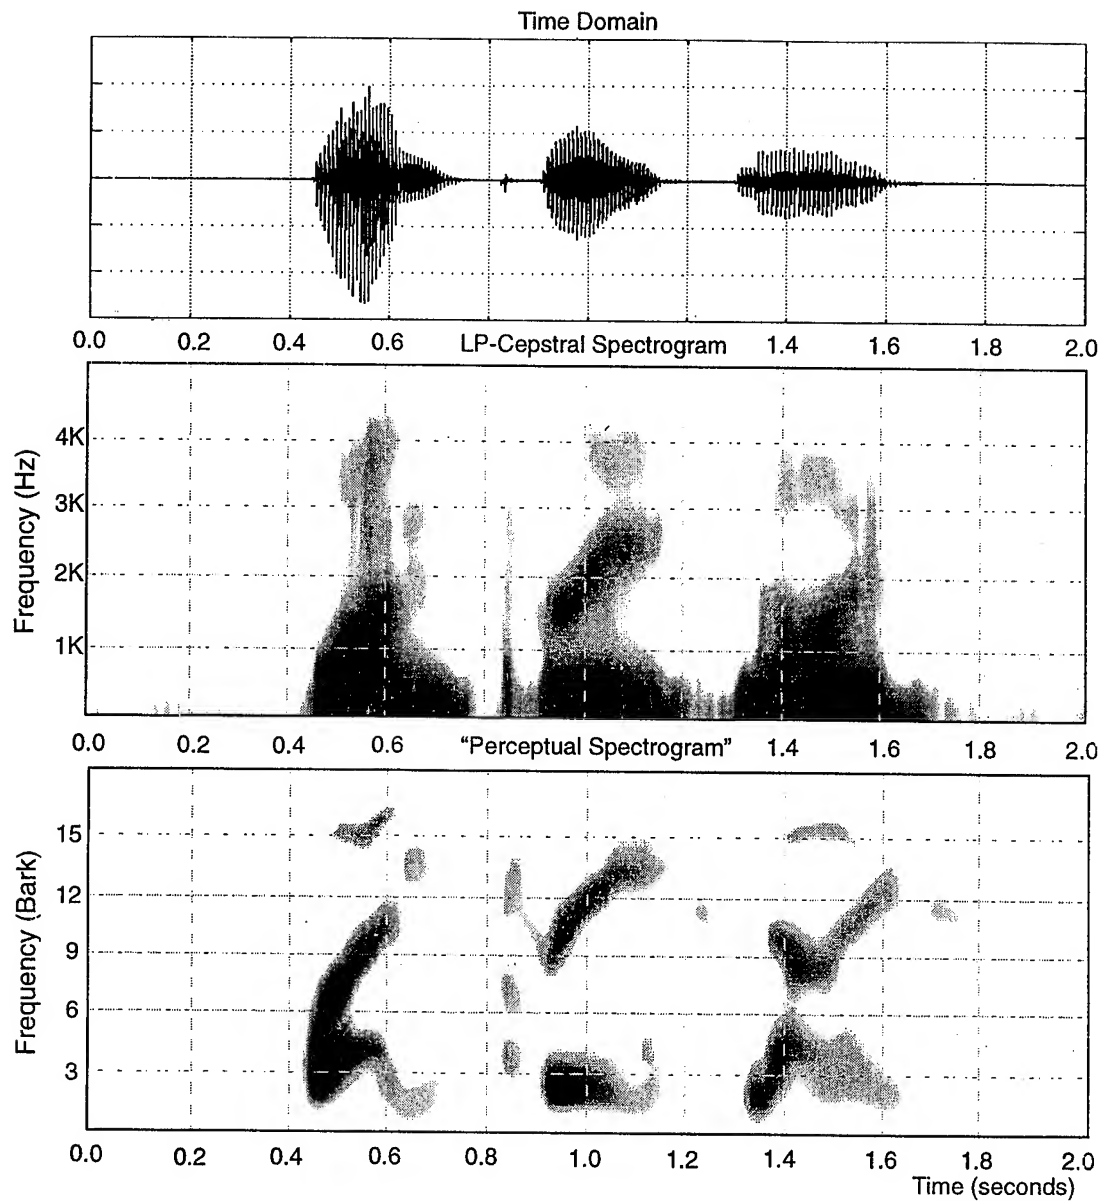 Time Domain
0.0 0.2 0.4 0.6 LP-Cepstral Spectrogram 1.4 1.6 1.8 2.0
Frequency (Hz)
4K
3K
2K
1K
0.0 0.2 0.4 0.6 "Perceptual Spectrogram" 1.4 1.6 1.8 2.0
Frequency (Bark)
15
12
9
6
3
0.0 0.2 0.4 0.6 0.8 1.0 1.2 1.4 1.6 1.8 2.0
Time (seconds)